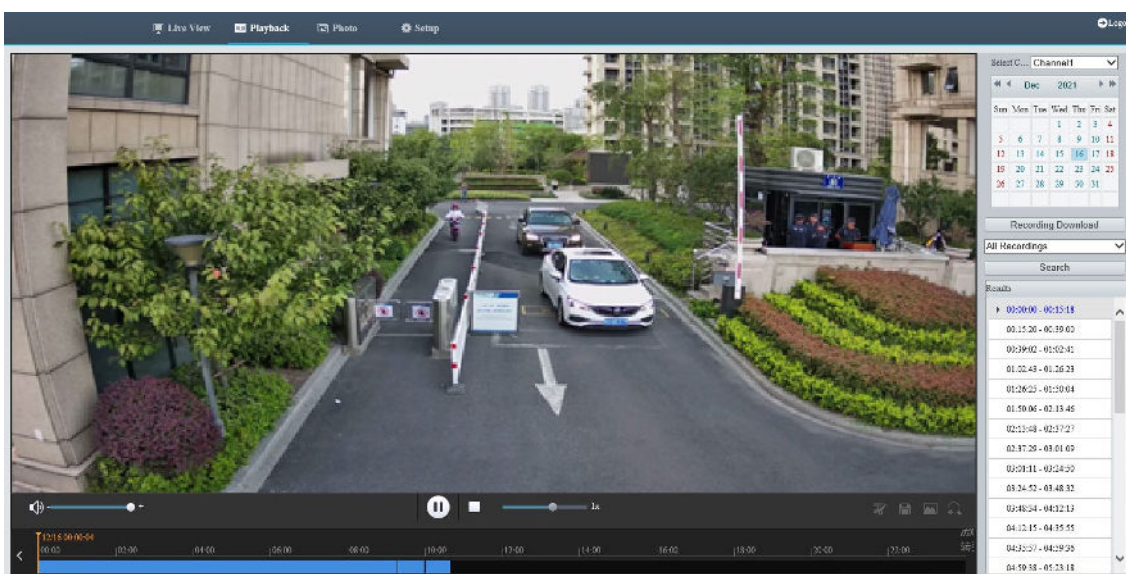 Live View Playback Photo Setup
Select C... Channel1
Dec 2021
Sun Mon Tue Wed Thu Fri Sat
1 2 3 4
5 6 7 8 9 10 11
12 13 14 15 16 17 18
19 20 21 22 23 24 25
26 27 28 29 30 31
Recording Download
All Recordings
Search
Results
00:00:00 - 00:15:18
00:15:20 - 00:39:00
00:39:02 - 01:02:41
01:02:43 - 01:26:23
01:26:25 - 01:50:04
01:50:06 - 02:13:46
02:13:48 - 02:37:27
02:37:29 - 03:01:09
03:01:11 - 03:24:50
03:24:52 - 03:48:32
03:48:34 - 04:12:13
04:12:15 - 04:35:55
04:35:57 - 04:59:36
04:59:38 - 05:23:18
1x
12/16 00:00:04
00:00 02:00 04:00 06:00 08:00 10:00 12:00 14:00 16:00 18:00 20:00 22:00